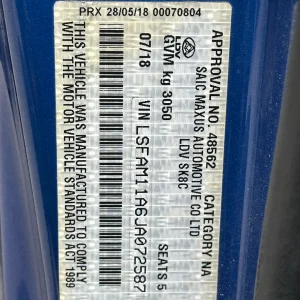 PRX 28/05/18 00070804
APPROVAL NO. 48562 CATEGORY NA
SAIC MAXUS AUTOMOTIVE CO LTD
LDV SK8C
LDV
GVM kg 3050
07/18 SEATS 5
VIN LSFAM11A6JA072587
THIS VEHICLE WAS MANUFACTURED TO COMPLY
WITH THE MOTOR VEHICLE STANDARDS ACT 1989